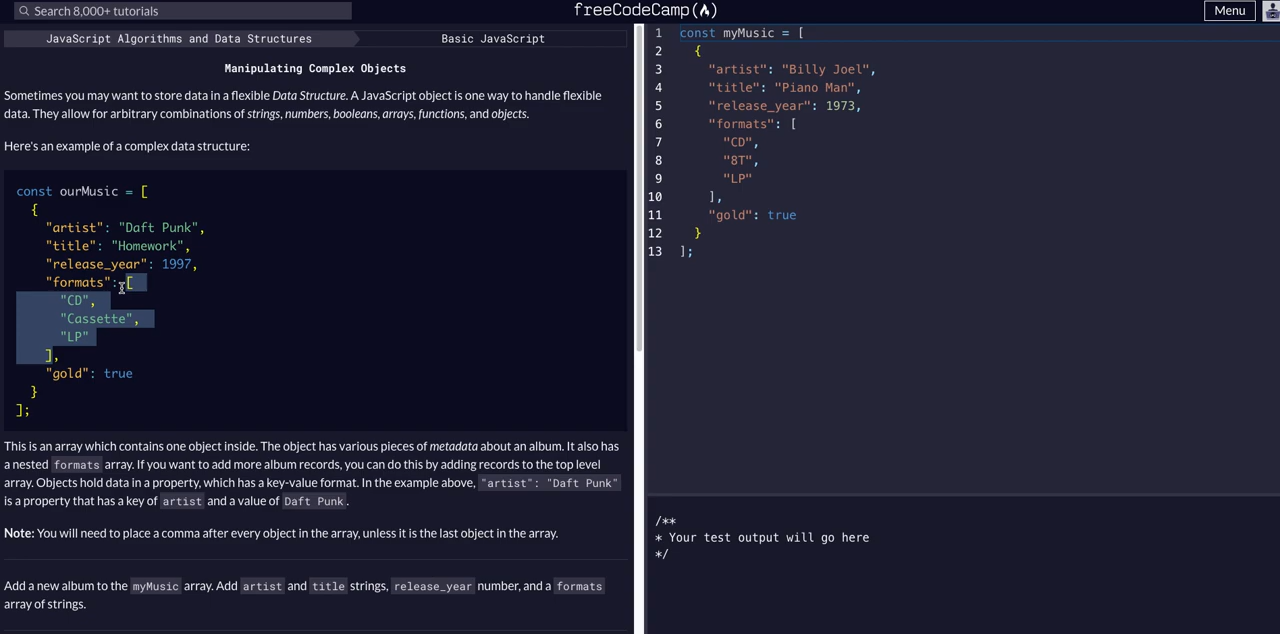 Search 8,000+ tutorials
freeCodeCamp
Menu
JavaScript Algorithms and Data Structures
Basic JavaScript
Manipulating Complex Objects
Sometimes you may want to store data in a flexible Data Structure. A JavaScript object is one way to handle flexible
data. They allow for arbitrary combinations of strings, numbers, booleans, arrays, functions, and objects.
Here's an example of a complex data structure:
const ourMusic = [
{
"artist": "Daft Punk",
"title": "Homework",
"release_year": 1997,
"formats": [
"CD",
"Cassette",
"LP"
],
"gold": true
}
];
This is an array which contains one object inside. The object has various pieces of metadata about an album. It also has
a nested formats array. If you want to add more album records, you can do this by adding records to the top level
array. Objects hold data in a property, which has a key-value format. In the example above, "artist": "Daft Punk"
is a property that has a key of artist and a value of Daft Punk.
Note: You will need to place a comma after every object in the array, unless it is the last object in the array.
Add a new album to the myMusic array. Add artist and title strings, release_year number, and a formats
array of strings.
1 const myMusic = [
2 {
3 "artist": "Billy Joel",
4 "title": "Piano Man",
5 "release_year": 1973,
6 "formats": [
7 "CD",
8 "8T",
9 "LP"
10 ],
11 "gold": true
12 }
13 ];
/**
* Your test output will go here
*/